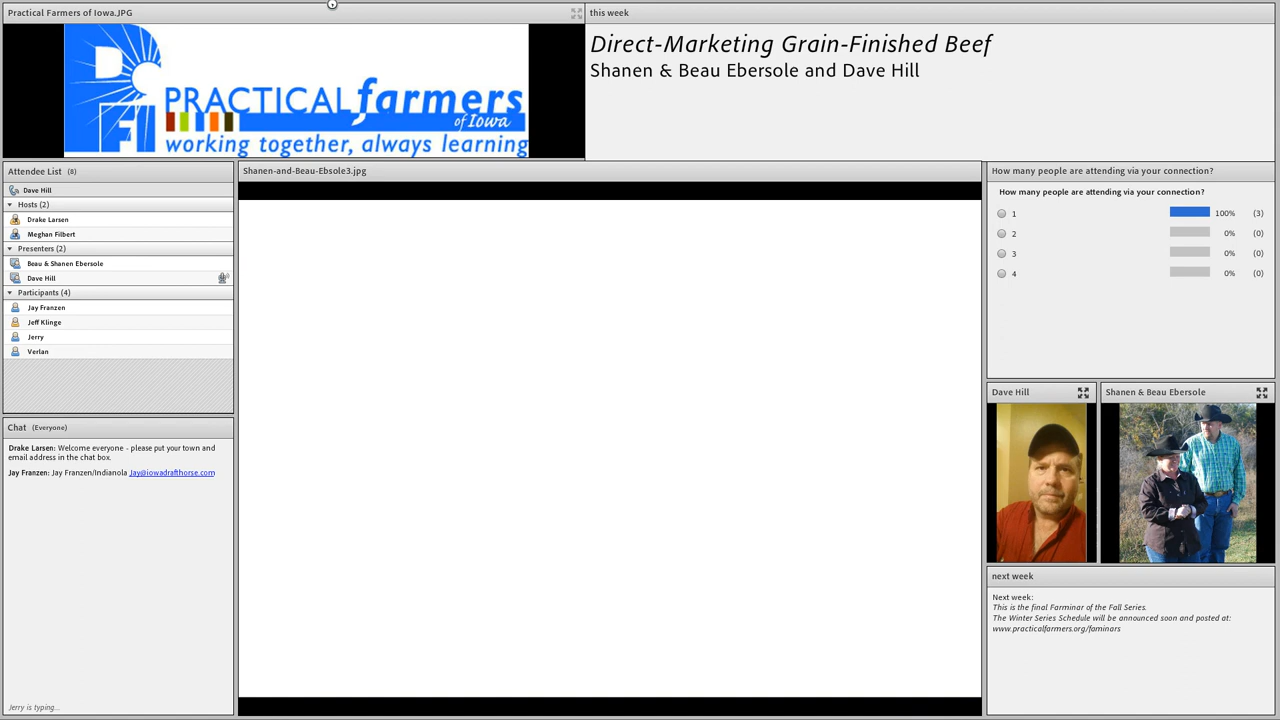 Practical Farmers of Iowa.JPG
PFI
PRACTICAL farmers
of Iowa
working together, always learning
this week
Direct-Marketing Grain-Finished Beef
Shanen & Beau Ebersole and Dave Hill
Attendee List (8)
Dave Hill
Hosts (2)
Drake Larsen
Meghan Filbert
Presenters (2)
Beau & Shanen Ebersole
Dave Hill
Participants (4)
Jay Franzen
Jeff Klinge
Jerry
Verlan
Chat (Everyone)
Drake Larsen: Welcome everyone - please put your town and
email address in the chat box.
Jay Franzen: Jay Franzen/Indianola Jay@iowadrafthorse.com
Jerry is typing...
Shanen-and-Beau-Ebsole3.jpg
How many people are attending via your connection?
How many people are attending via your connection?
1 100% (3)
2 0% (0)
3 0% (0)
4 0% (0)
Dave Hill
Shanen & Beau Ebersole
next week
Next week:
This is the final Farminar of the Fall Series.
The Winter Series Schedule will be announced soon and posted at:
www.practicalfarmers.org/faminars